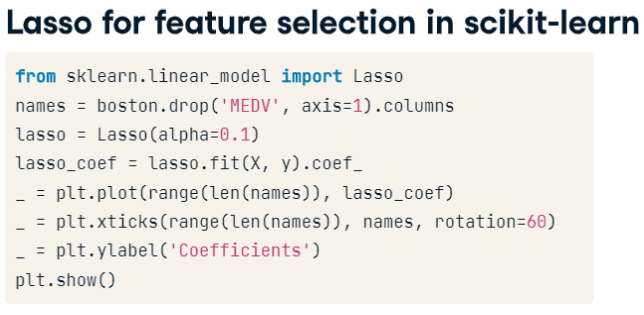 Lasso for feature selection in scikit-learn
from sklearn.linear_model import Lasso
names = boston.drop('MEDV', axis=1).columns
lasso = Lasso(alpha=0.1)
lasso_coef = lasso.fit(X, y).coef_
_ = plt.plot(range(len(names)), lasso_coef)
_ = plt.xticks(range(len(names)), names, rotation=60)
_ = plt.ylabel('Coefficients')
plt.show()